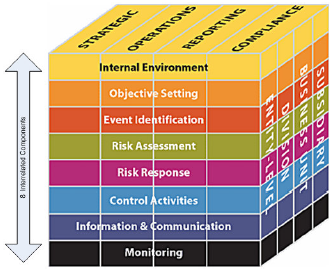 STRATEGIC
OPERATIONS
REPORTING
COMPLIANCE
Internal Environment
Objective Setting
Event Identification
Risk Assessment
Risk Response
Control Activities
Information & Communication
Monitoring
ENTITY-LEVEL
DIVISION
BUSINESS UNIT
SUBSIDIARY
8 Interrelated Components